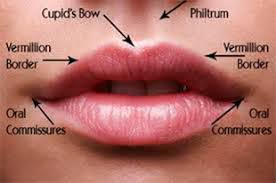 Cupid's Bow
Philtrum
Vermillion
Border
Vermillion
Border
Oral
Commissures
Oral
Commissures